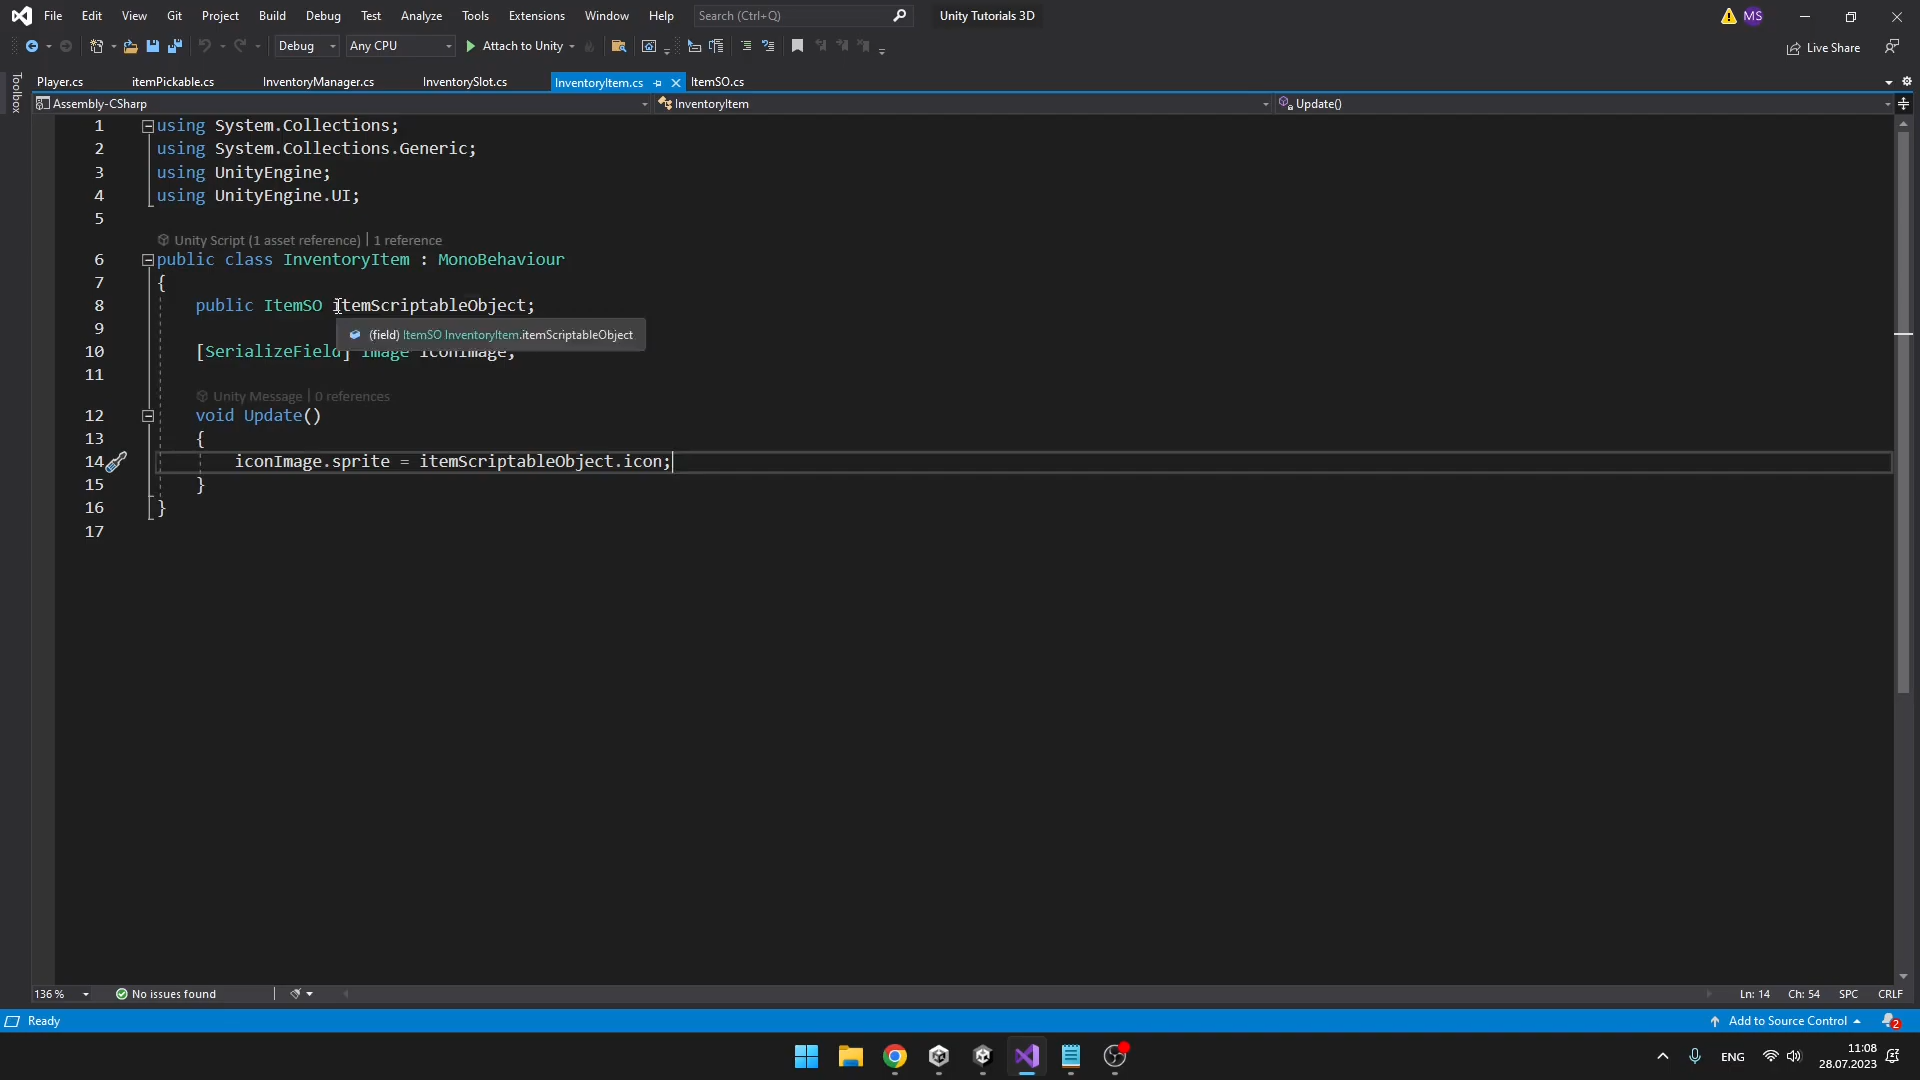 File Edit View Git Project Build Debug Test Analyze Tools Extensions Window Help Search (Ctrl+Q) Unity Tutorials 3D MS
Debug Any CPU Attach to Unity Live Share
Toolbox
Player.cs itemPickable.cs InventoryManager.cs InventorySlot.cs InventoryItem.cs ItemSO.cs
Assembly-CSharp InventoryItem Update()
1 using System.Collections;
2 using System.Collections.Generic;
3 using UnityEngine;
4 using UnityEngine.UI;
5
Unity Script (1 asset reference) | 1 reference
6 public class InventoryItem : MonoBehaviour
7 {
8 public ItemSO itemScriptableObject;
9 (field) ItemSO InventoryItem.itemScriptableObject
10 [SerializeField] Image iconImage;
11
Unity Message | 0 references
12 void Update()
13 {
14 iconImage.sprite = itemScriptableObject.icon;
15 }
16 }
17
136 % No issues found Ln: 14 Ch: 54 SPC CRLF
Ready Add to Source Control 2
ENG 11:08
28.07.2023